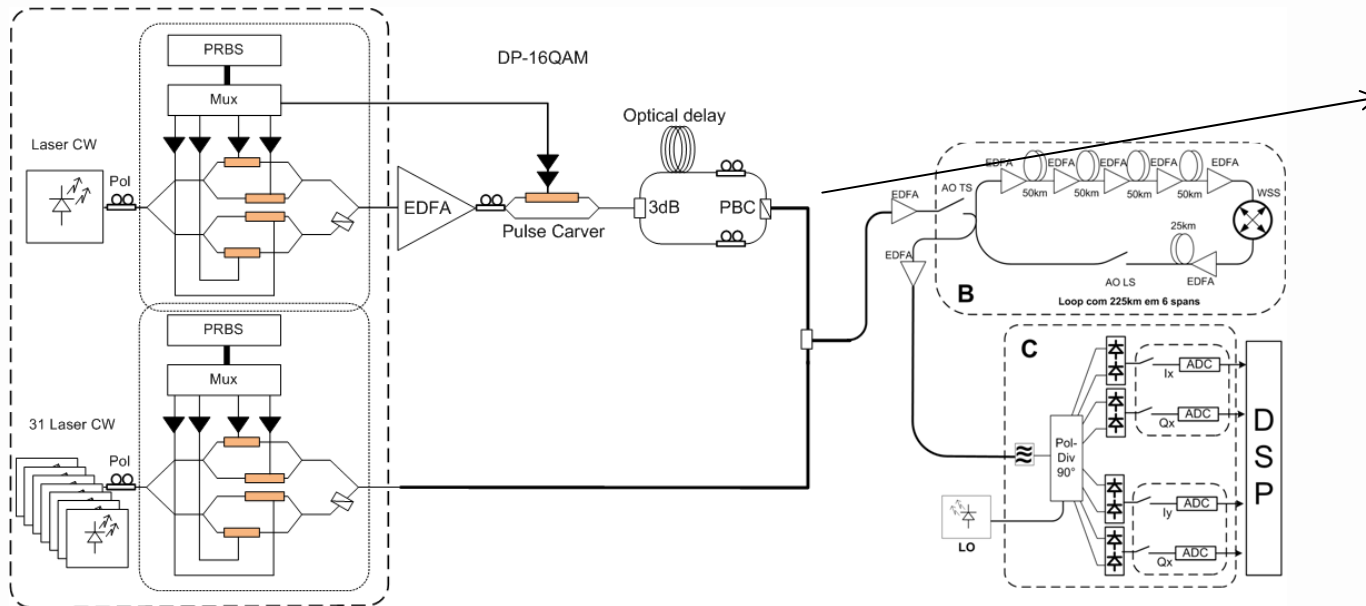 PRBS
Mux
Laser CW
Pol
DP-16QAM
EDFA
Pulse Carver
Optical delay
3dB
PBC
PRBS
Mux
31 Laser CW
Pol
EDFA
AO TS
EDFA
EDFA
EDFA
EDFA
EDFA
50km
50km
50km
50km
WSS
25km
EDFA
EDFA
AO LS
B
Loop com 225km em 6 spans
C
Pol-
Div
90°
LO
Ix
ADC
Qx
ADC
Iy
ADC
Qx
ADC
D
S
P